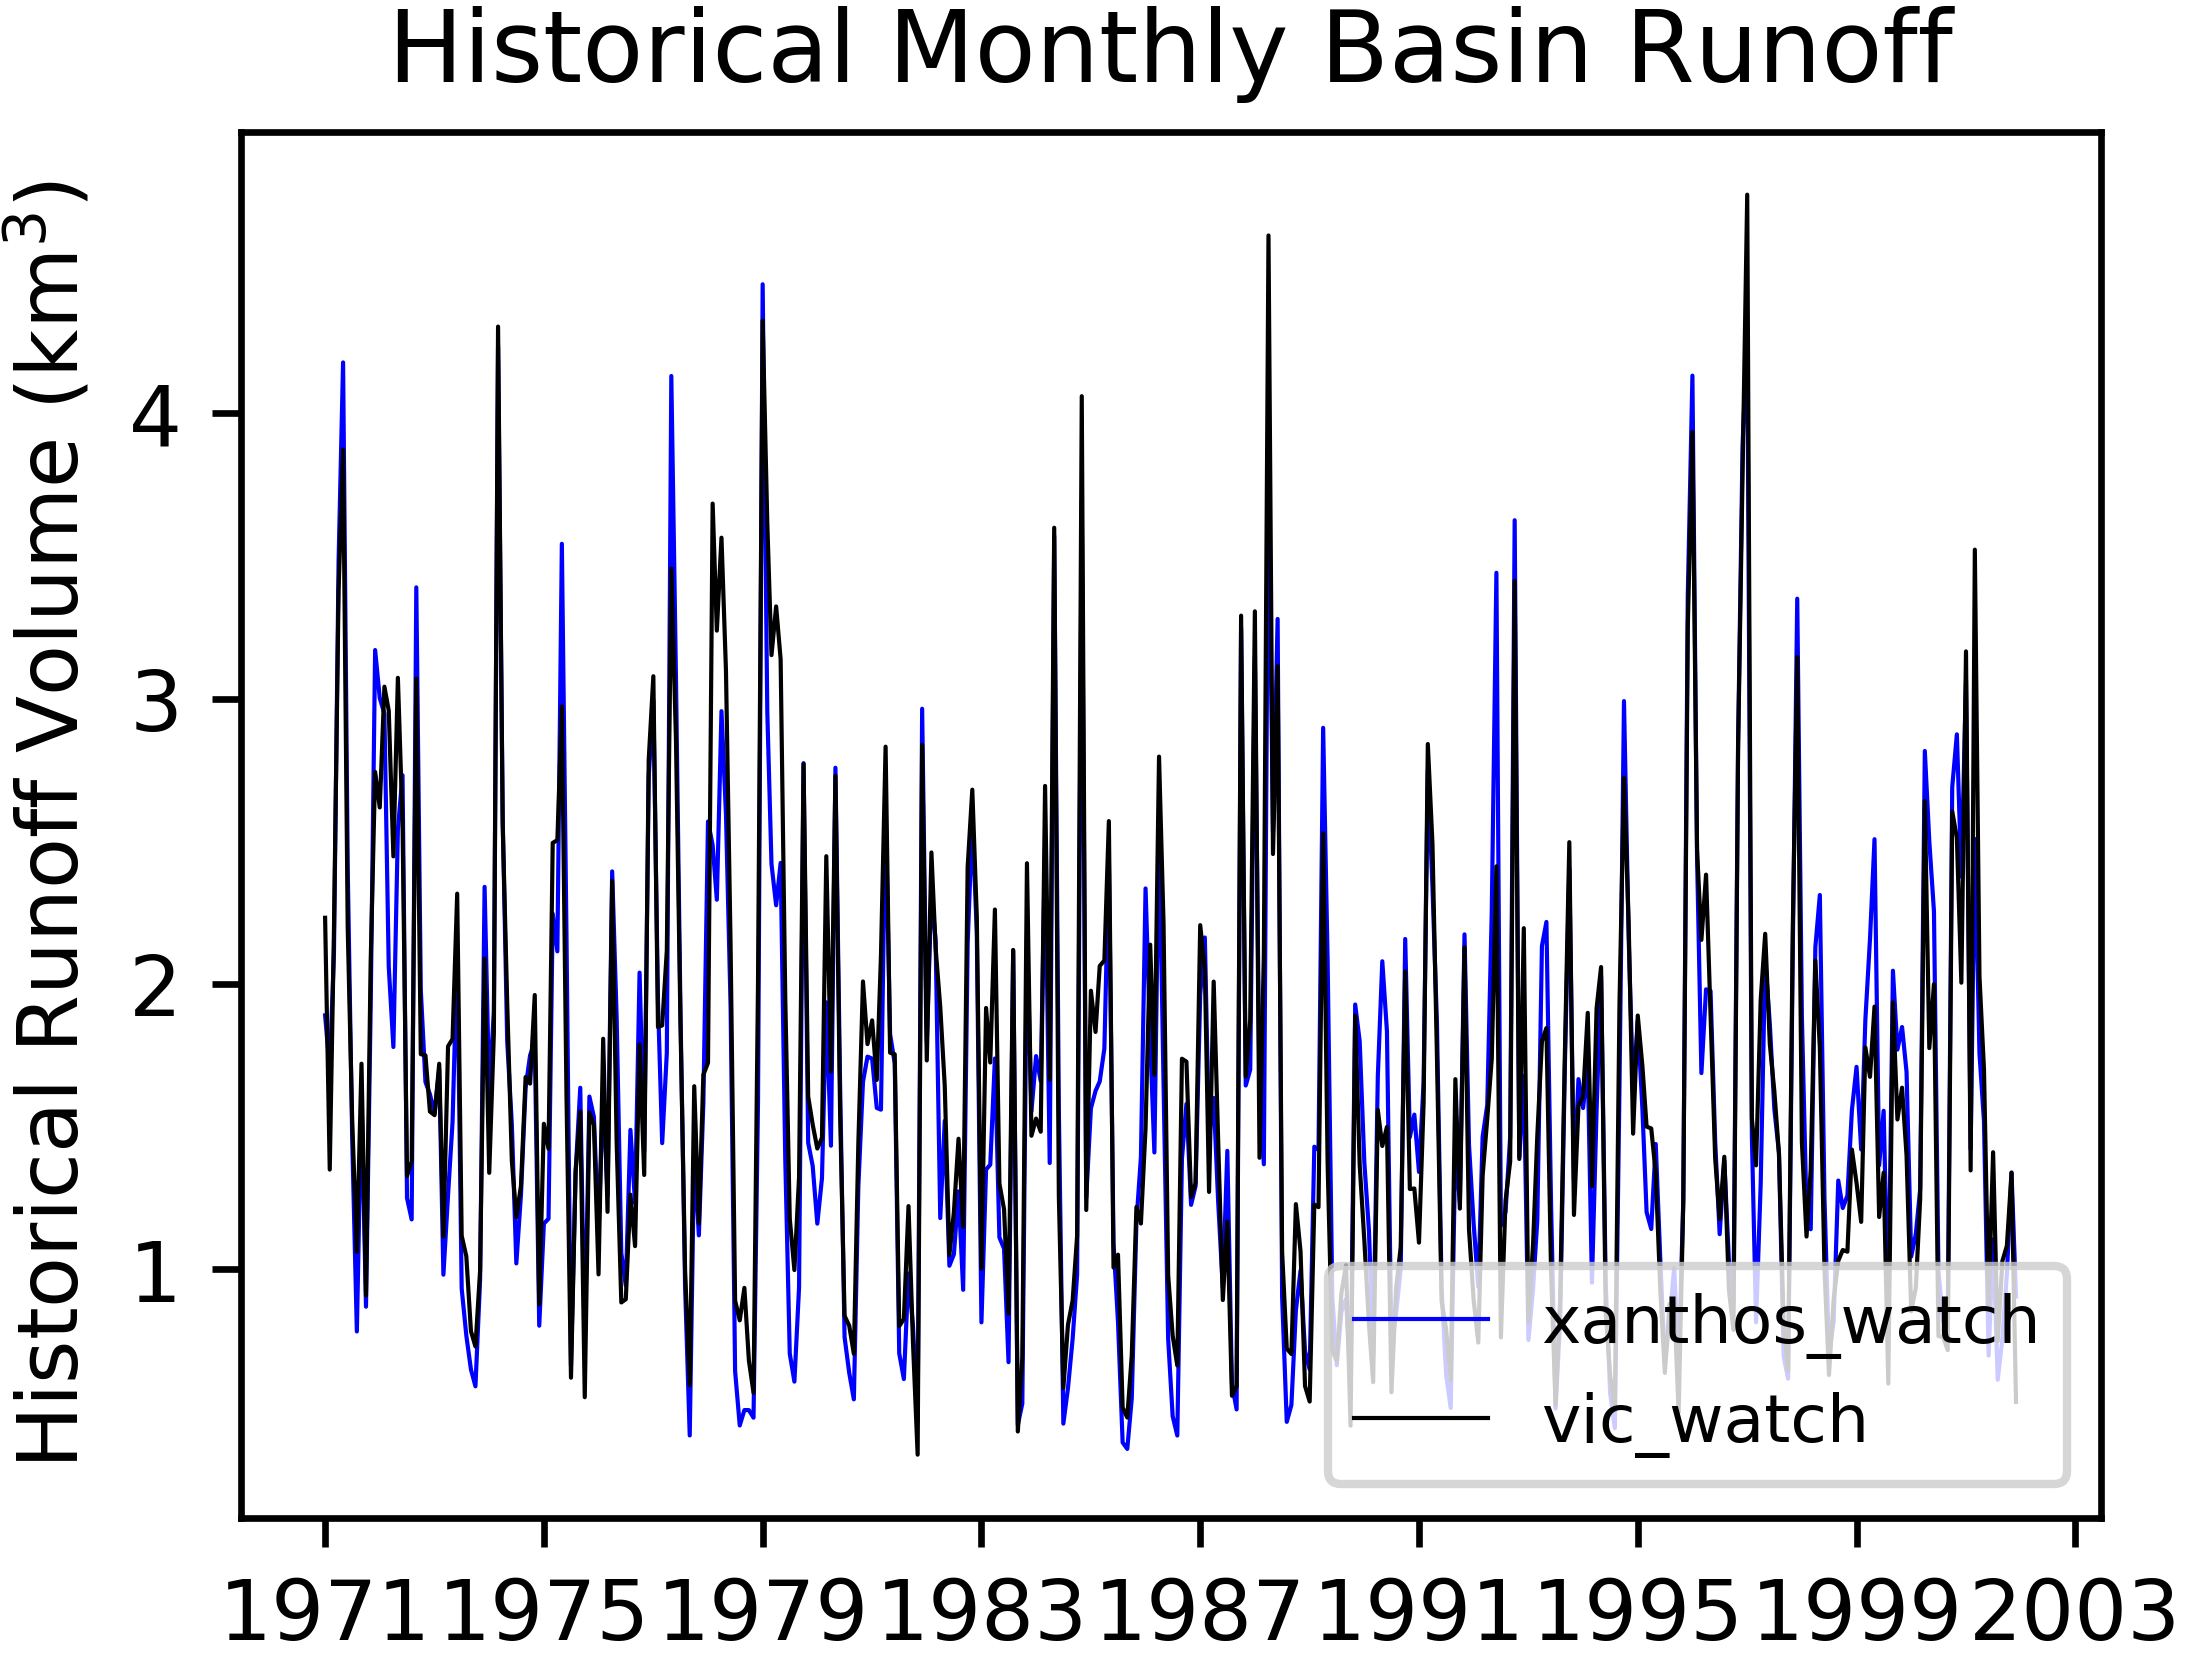 Historical Monthly Basin Runoff
Historical Runoff Volume (km³)
4
3
2
1
xanthos_watch
vic_watch
1971 1975 1979 1983 1987 1991 1995 1999 2003